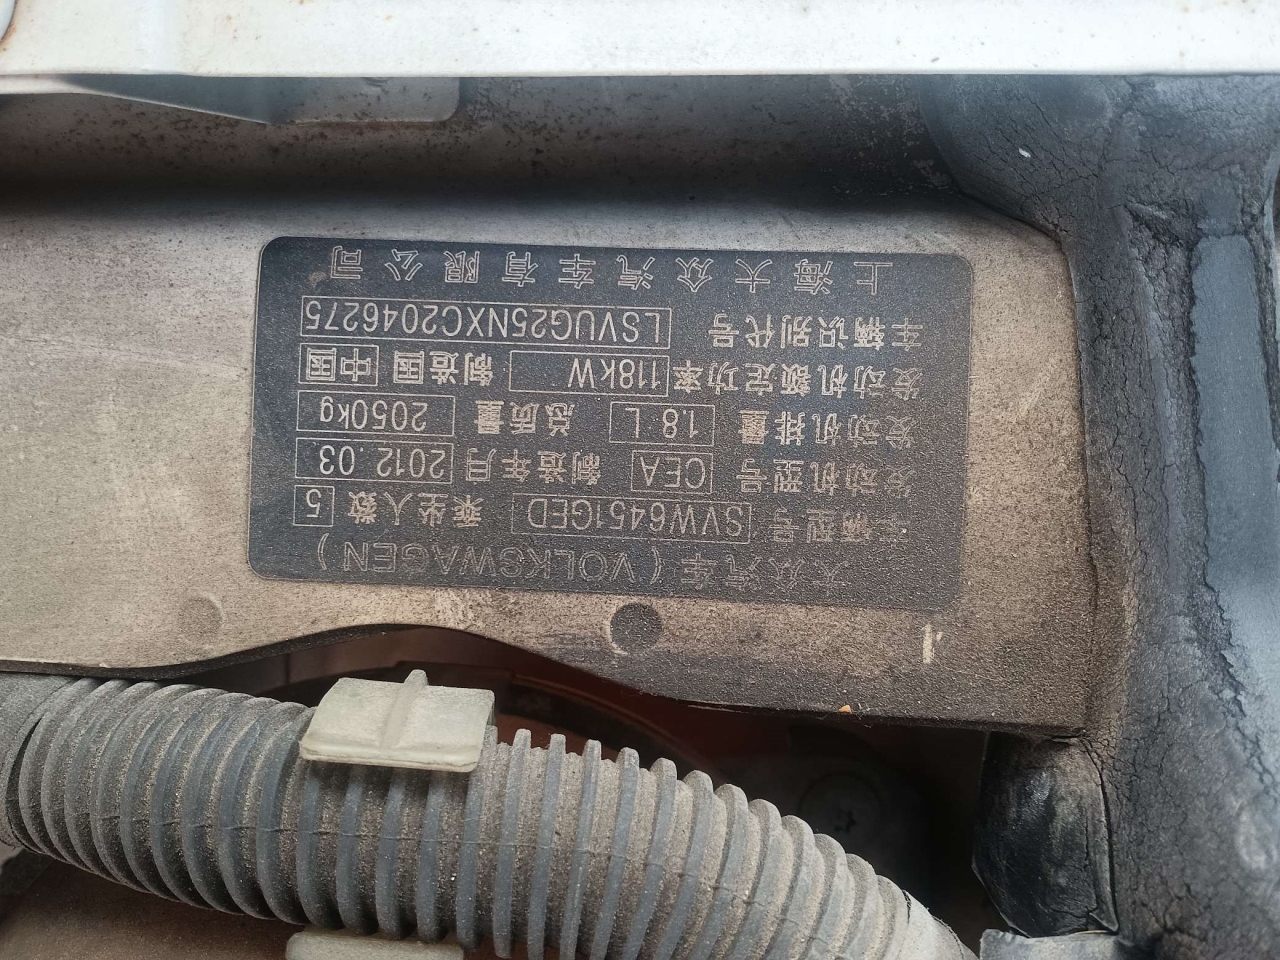 大众汽车(VOLKSWAGEN)
车辆型号 SVW6451GED 乘坐人数 5
发动机型号 CEA 制造年月 2012.03
发动机排量 1.8 L 总质量 2050kg
发动机额定功率 118kW 制造国 中国
车辆识别代号 LSVUG25NXC2046275
上海大众汽车有限公司